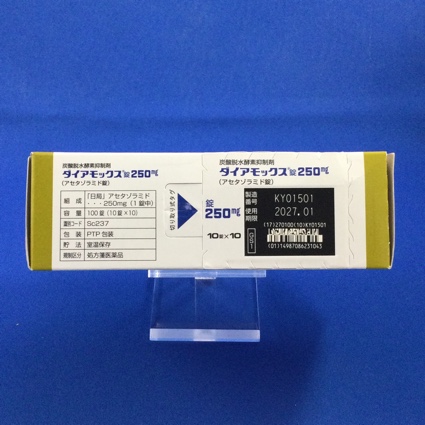 炭酸脱水酵素抑制剤
ダイアモックス錠250mg
(アセタゾラミド錠)
組成 「日局」アセタゾラミド
・・・250mg(1錠中)
容量 100錠(10錠×10)
識別コード Sc237
包装 PTP包装
貯法 室温保存
規制区分 処方箋医薬品
切り取り式タグ
錠
250mg
炭酸脱水酵素抑制剤
ダイアモックス錠250mg
(アセタゾラミド錠)
10錠×10
製造番号 KY01501
使用期限 2027.01
(17)270100(10)KY01501
(01)14987086231043